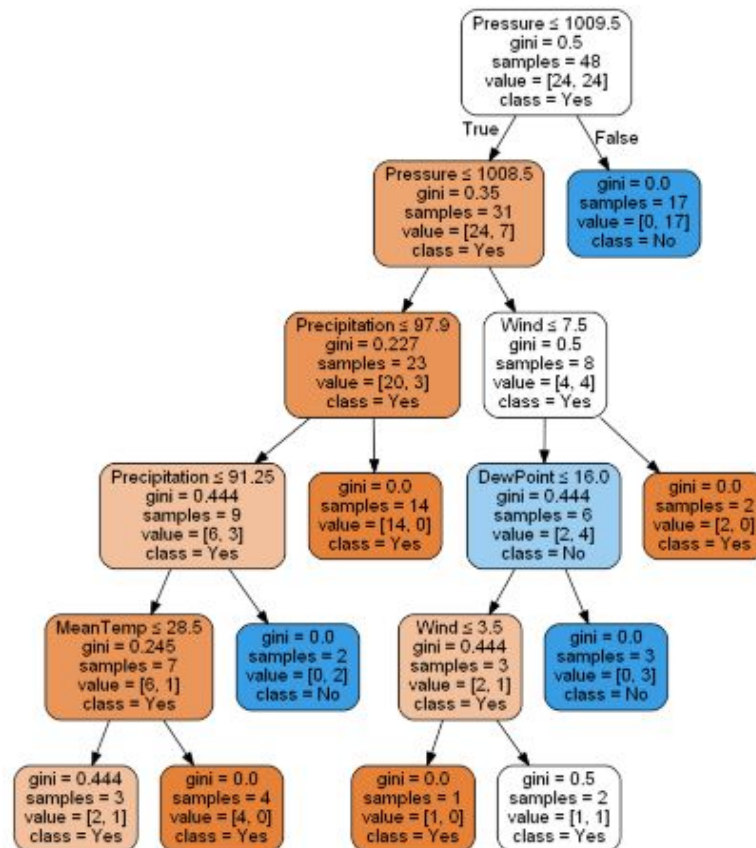 Pressure ≤ 1009.5
gini = 0.5
samples = 48
value = [24, 24]
class = Yes
True
False
Pressure ≤ 1008.5
gini = 0.35
samples = 31
value = [24, 7]
class = Yes
gini = 0.0
samples = 17
value = [0, 17]
class = No
Precipitation ≤ 97.9
gini = 0.227
samples = 23
value = [20, 3]
class = Yes
Wind ≤ 7.5
gini = 0.5
samples = 8
value = [4, 4]
class = Yes
Precipitation ≤ 91.25
gini = 0.444
samples = 9
value = [6, 3]
class = Yes
gini = 0.0
samples = 14
value = [14, 0]
class = Yes
DewPoint ≤ 16.0
gini = 0.444
samples = 6
value = [2, 4]
class = No
gini = 0.0
samples = 2
value = [2, 0]
class = Yes
MeanTemp ≤ 28.5
gini = 0.245
samples = 7
value = [6, 1]
class = Yes
gini = 0.0
samples = 2
value = [0, 2]
class = No
Wind ≤ 3.5
gini = 0.444
samples = 3
value = [2, 1]
class = Yes
gini = 0.0
samples = 3
value = [0, 3]
class = No
gini = 0.444
samples = 3
value = [2, 1]
class = Yes
gini = 0.0
samples = 4
value = [4, 0]
class = Yes
gini = 0.0
samples = 1
value = [1, 0]
class = Yes
gini = 0.5
samples = 2
value = [1, 1]
class = Yes